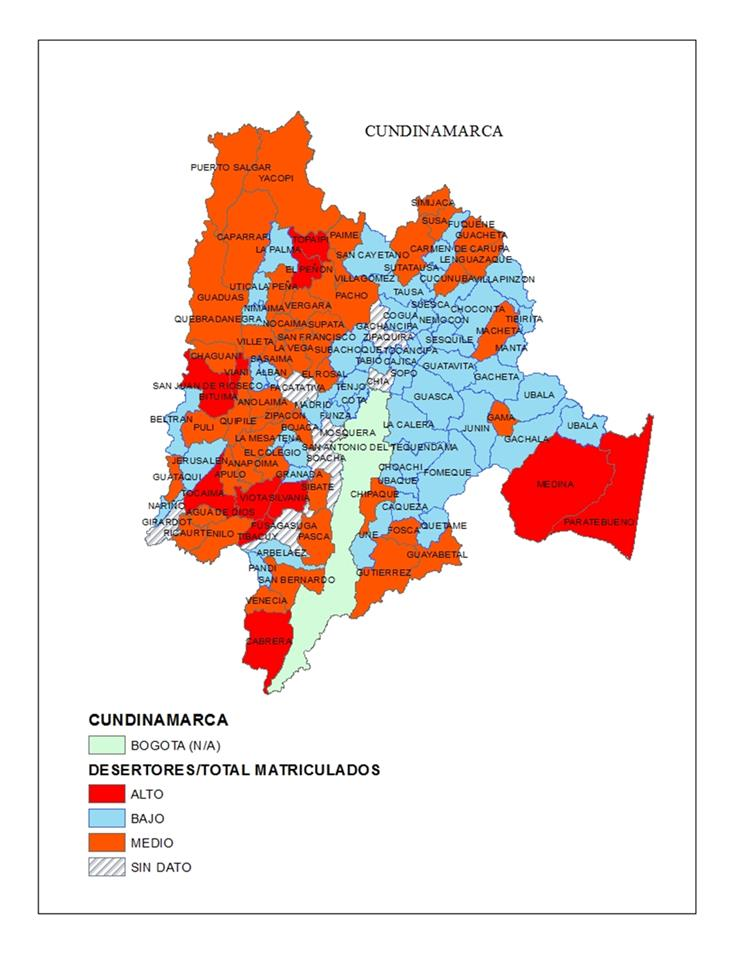 CUNDINAMARCA
PUERTO SALGAR
YACOPI
SIMIJACA
SUSA
FUQUENE
GUACHETA
CAPARRAPI
TOPAIPI
PAIME
LA PALMA
SAN CAYETANO
CARMEN DE CARUPA
LENGUAZAQUE
EL PEÑON
SUTATAUSA
VILLAGOMEZ
CUCUNUBA
VILLAPINZON
UTICA
LA PEÑA
TAUSA
PACHO
GUADUAS
VERGARA
SUESCA
CHOCONTA
NIMAIMA
COGUA
NEMOCON
TIBIRITA
QUEBRADANEGRA
NOCAIMA
SUPATA
GACHANCIPA
MACHETA
VILLETA
SAN FRANCISCO
ZIPAQUIRA
SESQUILE
LA VEGA
SUBACHOQUE
TOCANCIPA
MANTA
CHAGUANI
SASAIMA
TABIO
CAJICA
GUATAVITA
VIANI
ALBAN
EL ROSAL
SOPO
GACHETA
SAN JUAN DE RIOSECO
FACATATIVA
TENJO
CHIA
BITUIMA
ANOLAIMA
MADRID
COTA
GUASCA
UBALA
BELTRAN
PULI
QUIPILE
ZIPACON
FUNZA
GAMA
BOJACA
MOSQUERA
LA CALERA
JUNIN
UBALA
LA MESA
TENA
GACHALA
SAN ANTONIO DEL TEQUENDAMA
EL COLEGIO
SOACHA
JERUSALEN
ANAPOIMA
CHOACHI
FOMEQUE
GUATAQUI
APULO
GRANADA
UBAQUE
MEDINA
TOCAIMA
VIOTA
SILVANIA
SIBATE
CHIPAQUE
NARIÑO
AGUA DE DIOS
CAQUEZA
GIRARDOT
FUSAGASUGA
FOSCA
QUETAME
PARATEBUENO
RICAURTE
NILO
TIBACUY
PASCA
UNE
ARBELAEZ
GUAYABETAL
PANDI
GUTIERREZ
SAN BERNARDO
VENECIA
CABRERA
CUNDINAMARCA
BOGOTA (N/A)
DESERTORES/TOTAL MATRICULADOS
ALTO
BAJO
MEDIO
SIN DATO